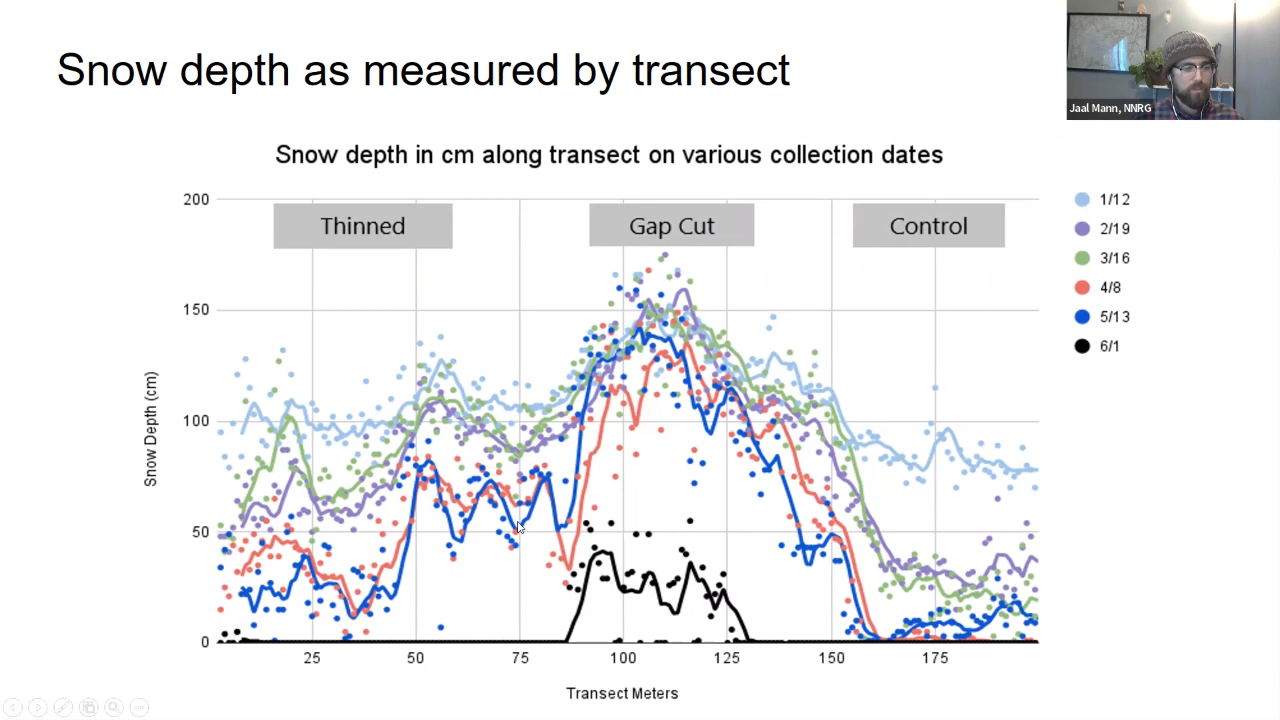 Snow depth as measured by transect
Jaal Mann, NNRG
Snow depth in cm along transect on various collection dates
Snow Depth (cm)
200
150
100
50
0
Thinned
Gap Cut
Control
1/12
2/19
3/16
4/8
5/13
6/1
25
50
75
100
125
150
175
Transect Meters